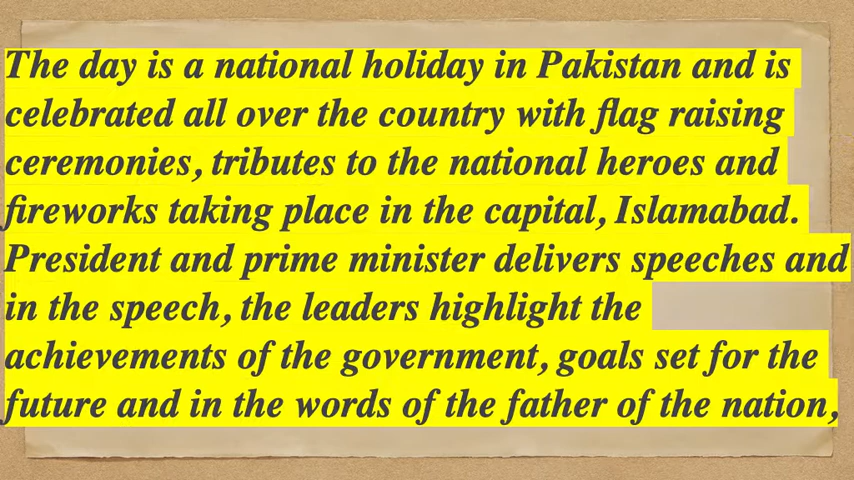 The day is a national holiday in Pakistan and is
celebrated all over the country with flag raising
ceremonies, tributes to the national heroes and
fireworks taking place in the capital, Islamabad.
President and prime minister delivers speeches and
in the speech, the leaders highlight the
achievements of the government, goals set for the
future and in the words of the father of the nation,